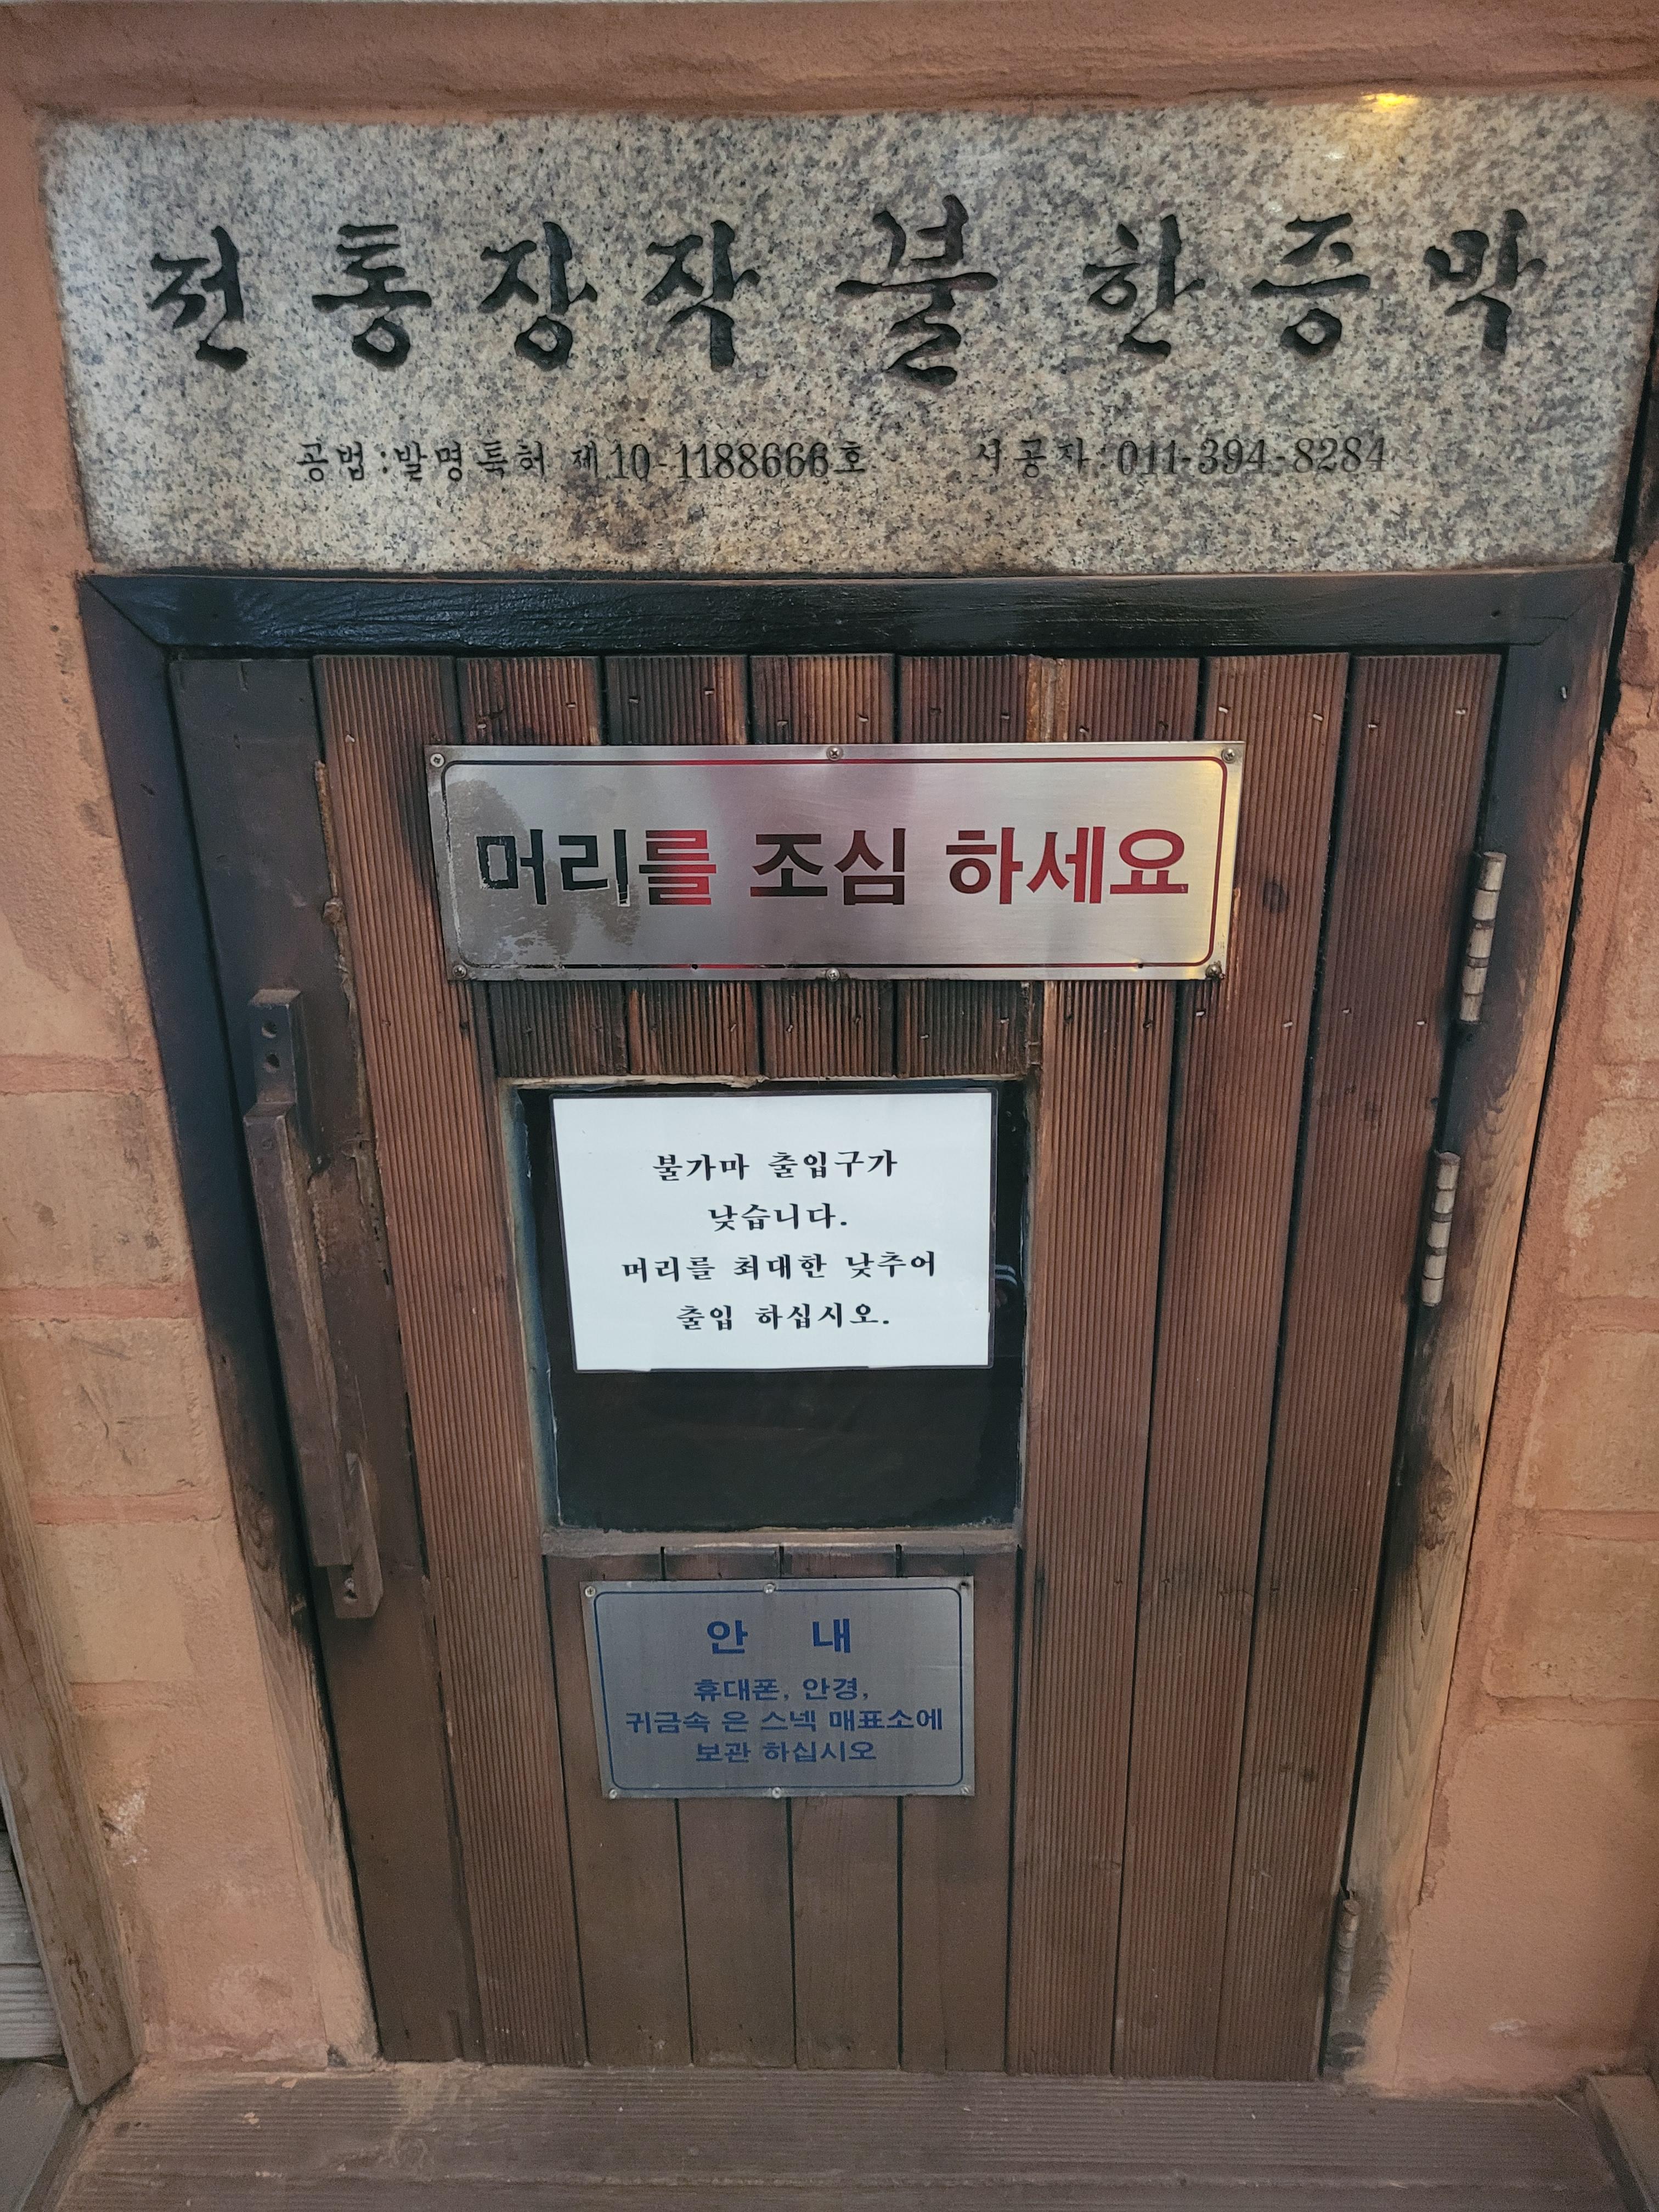 전통장작 불 한증막
공법:발명특허 제10-1188666호 시공자:011-394-8284
머리를 조심 하세요
불가마 출입구가
낮습니다.
머리를 최대한 낮추어
출입 하십시오.
안 내
휴대폰, 안경,
귀금속 은 스넥 매표소에
보관 하십시오